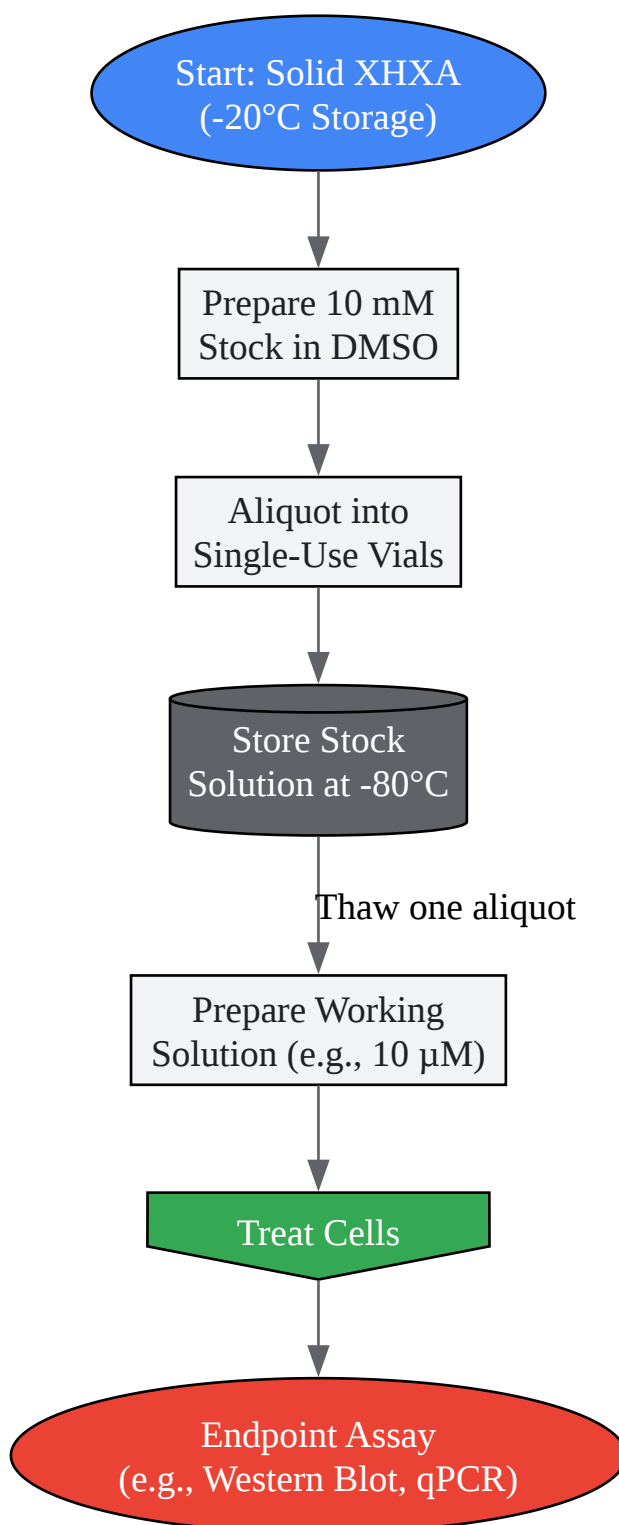 Start: Solid XHXA
(-20°C Storage)
Prepare 10 mM
Stock in DMSO
Aliquot into
Single-Use Vials
Store Stock
Solution at -80°C
Thaw one aliquot
Prepare Working
Solution (e.g., 10 µM)
Treat Cells
Endpoint Assay
(e.g., Western Blot, qPCR)